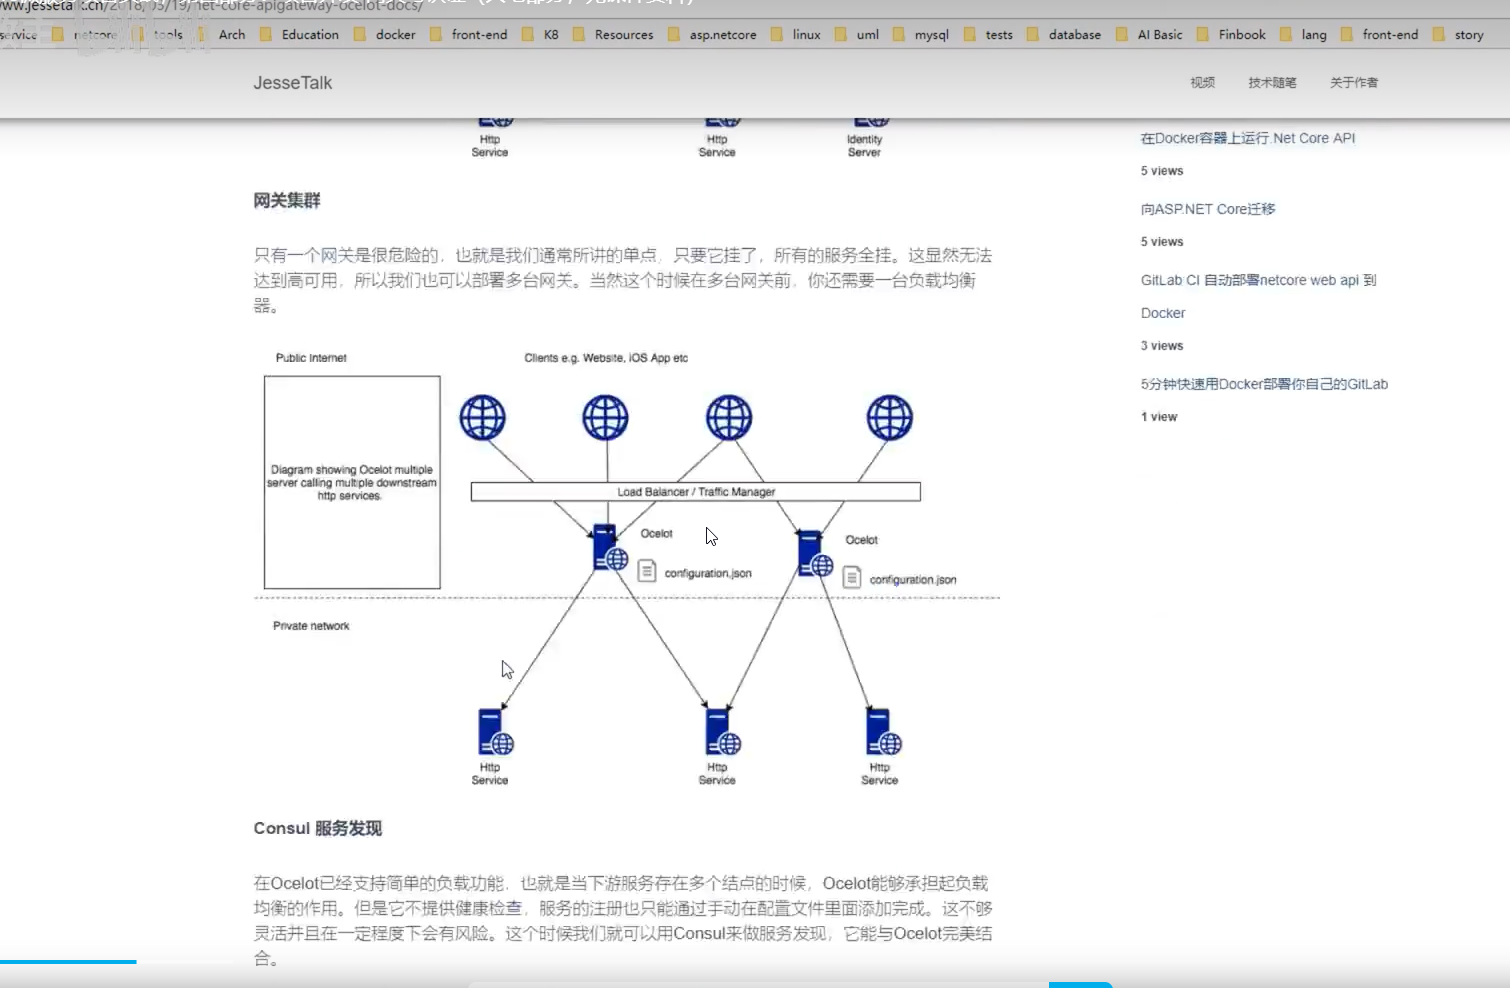 www.jessetalk.cn/2018/05/19/net-core-apigateway-ocelot-docs/
service netcore tools Arch Education docker front-end K8 Resources asp.netcore linux uml mysql tests database AI Basic Finbook lang front-end story
JesseTalk 视频 技术随笔 关于作者
Http
Service
Http
Service
Identity
Server
网关集群
只有一个网关是很危险的，也就是我们通常所讲的单点，只要它挂了，所有的服务全挂。这显然无法
达到高可用，所以我们也可以部署多台网关。当然这个时候在多台网关前，你还需要一台负载均衡
器。
Public Internet
Clients e.g. Website, iOS App etc
Diagram showing Ocelot multiple
server calling multiple downstream
http services.
Load Balancer / Traffic Manager
Ocelot
configuration.json
Ocelot
configuration.json
Private network
Http
Service
Http
Service
Http
Service
Consul 服务发现
在Ocelot已经支持简单的负载功能，也就是当下游服务存在多个结点的时候，Ocelot能够承担起负载
均衡的作用。但是它不提供健康检查，服务的注册也只能通过手动在配置文件里面添加完成。这不够
灵活并且在一定程度下会有风险。这个时候我们就可以用Consul来做服务发现，它能与Ocelot完美结
合。
在Docker容器上运行.Net Core API
5 views
向ASP.NET Core迁移
5 views
GitLab CI 自动部署netcore web api 到
Docker
3 views
5分钟快速用Docker部署你自己的GitLab
1 view